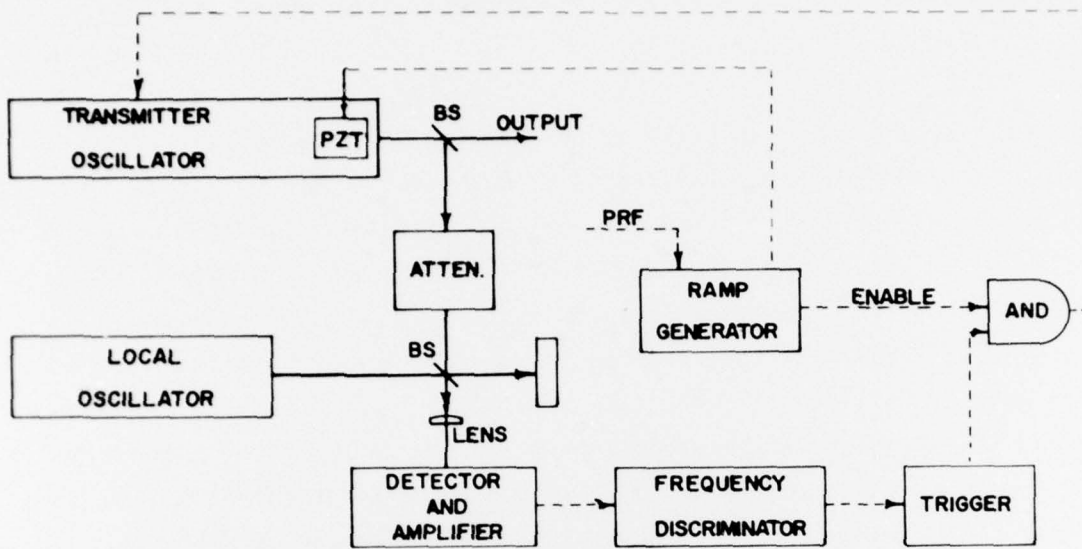 TRANSMITTER
OSCILLATOR
PZT
BS
OUTPUT
ATTEN.
PRF
RAMP
GENERATOR
ENABLE
AND
LOCAL
OSCILLATOR
BS
LENS
DETECTOR
AND
AMPLIFIER
FREQUENCY
DISCRIMINATOR
TRIGGER